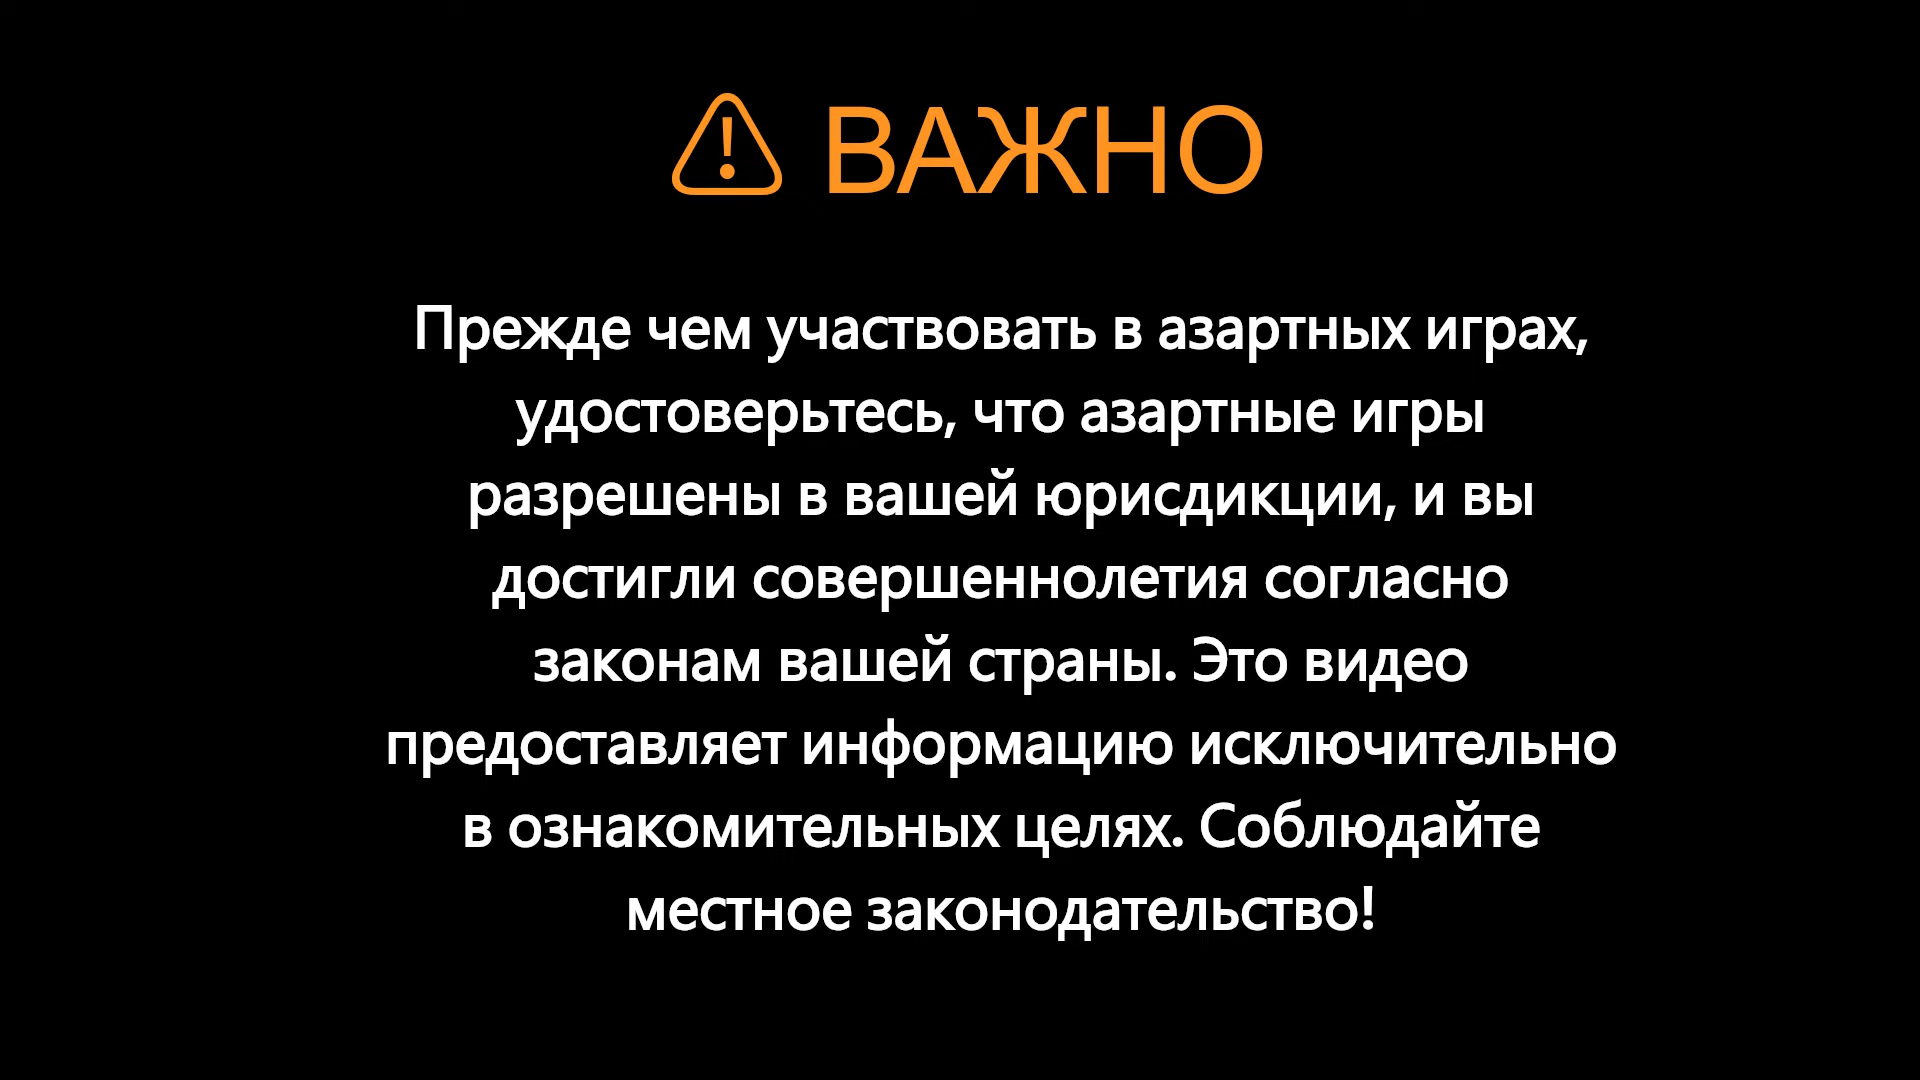 ВАЖНО
Прежде чем участвовать в азартных играх,
удостоверьтесь, что азартные игры
разрешены в вашей юрисдикции, и вы
достигли совершеннолетия согласно
законам вашей страны. Это видео
предоставляет информацию исключительно
в ознакомительных целях. Соблюдайте
местное законодательство!